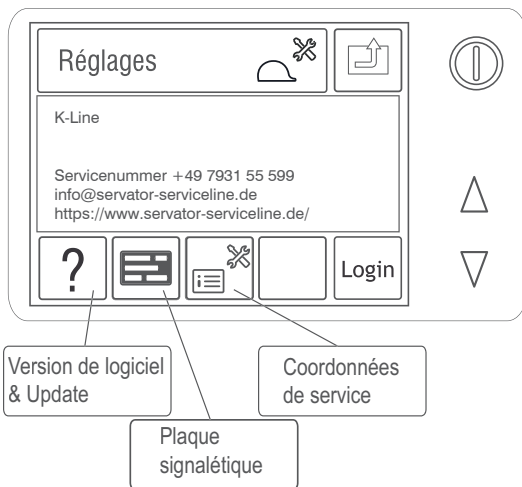 Réglages
K-Line
Servicenummer +49 7931 55 599
info@servator-serviceline.de
https://www.servator-serviceline.de/
?
Login
Version de logiciel
& Update
Coordonnées
de service
Plaque
signalétique